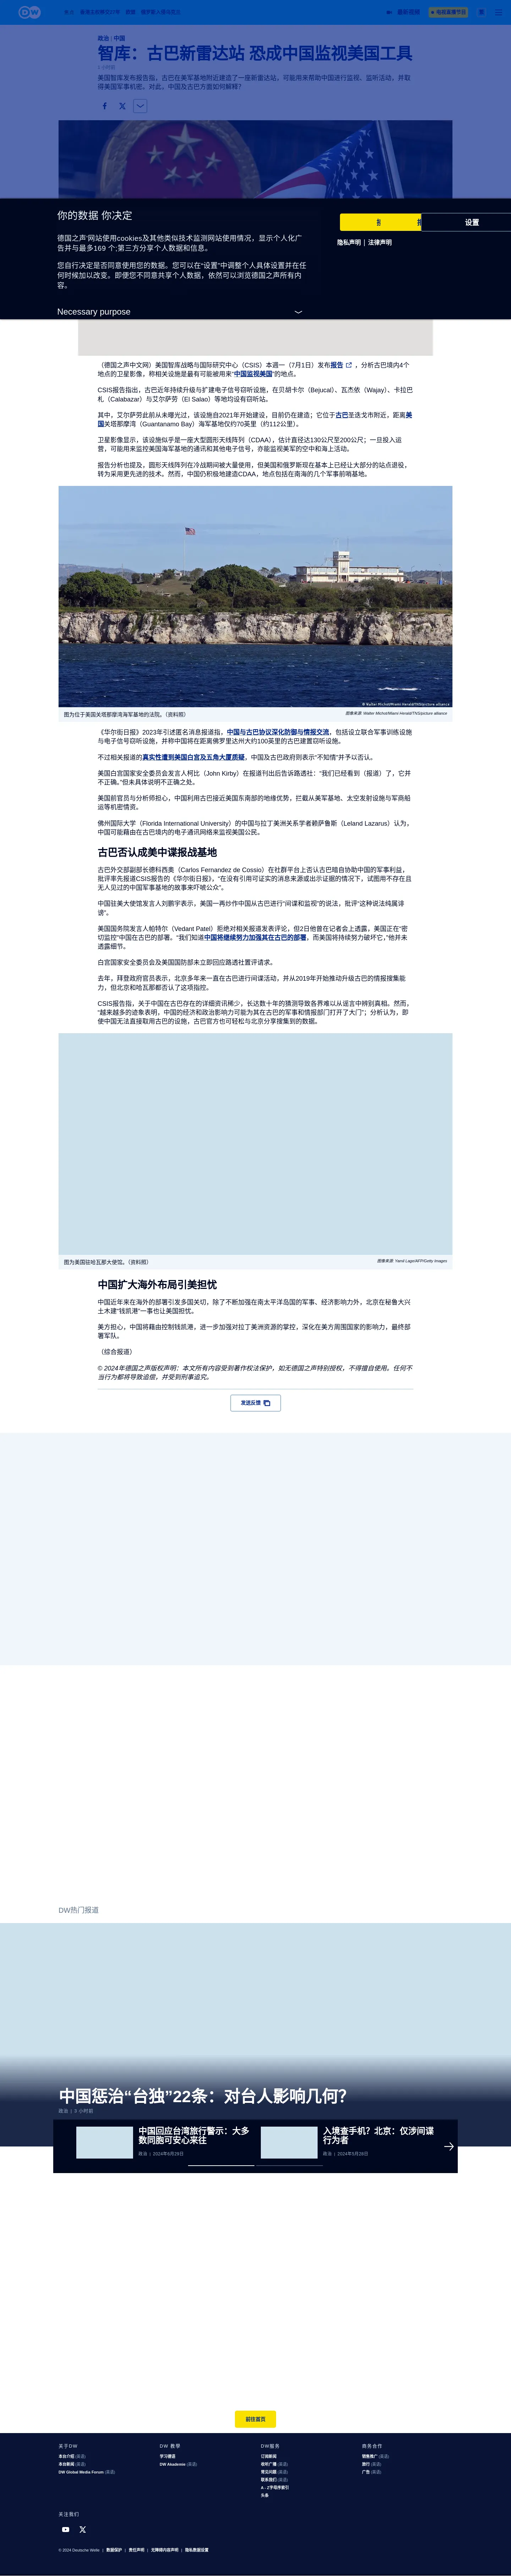 政治 | 中国
智库：古巴新雷达站 恐成中国监视美国工具
美国智库发布报告指，古巴在美军基地附近建造了一座新雷达站，可能用来帮助中国进行监视、监听活动，并取
得美国军事机密。对此，中国及古巴方面如何解释？
你的数据 你决定
德国之声¹网站使用cookies及其他类似技术监测网站使用情况，显示个人化广
告并与最多169 个²第三方分享个人数据和信息。
您自行决定是否同意使用您的数据。您可以在“设置”中调整个人具体设置并在任
何时候加以改变。即便您不同意共享个人数据，依然可以浏览德国之声所有内
容。
Necessary purpose
设置
隐私声明 | 法律声明
（德国之声中文网）美国智库战略与国际研究中心（CSIS）本週一（7月1日）发布报告 ，分析古巴境内4个
地点的卫星影像，称相关设施是最有可能被用来“中国监视美国”的地点。
CSIS报告指出，古巴近年持续升级与扩建电子信号窃听设施，在贝胡卡尔（Bejucal）、瓦杰依（Wajay）、卡拉巴
札（Calabazar）与艾尔萨劳（El Salao）等地均设有窃听站。
其中，艾尔萨劳此前从未曝光过，该设施自2021年开始建设，目前仍在建造；它位于古巴圣迭戈市附近，距离美
国关塔那摩湾（Guantanamo Bay）海军基地仅约70英里（约112公里）。
卫星影像显示，该设施似乎是一座大型圆形天线阵列（CDAA），估计直径达130公尺至200公尺；一旦投入运
营，可能用来监控美国海军基地的通讯和其他电子信号，亦能监视美军的空中和海上活动。
报告分析也提及，圆形天线阵列在冷战期间被大量使用，但美国和俄罗斯现在基本上已经让大部分的站点退役，
转为采用更先进的技术。然而，中国仍积极地建造CDAA，地点包括在南海的几个军事前哨基地。
© Walter Michot/Miami Herald/TNS/picture alliance
图为位于美国关塔那摩湾海军基地的法院。（资料照）
图像来源: Walter Michot/Miami Herald/TNS/picture alliance
《华尔街日报》2023年引述匿名消息报道指，中国与古巴协议深化防御与情报交流，包括设立联合军事训练设施
与电子信号窃听设施，并称中国将在距离佛罗里达州大约100英里的古巴建置窃听设施。
不过相关报道的真实性遭到美国白宫及五角大厦质疑，中国及古巴政府则表示“不知情”并予以否认。
美国白宫国家安全委员会发言人柯比（John Kirby）在报道刊出后告诉路透社：“我们已经看到（报道）了，它并
不正确。”但未具体说明不正确之处。
美国前官员与分析师担心，中国利用古巴接近美国东南部的地缘优势，拦截从美军基地、太空发射设施与军商船
运等机密情资。
佛州国际大学（Florida International University）的中国与拉丁美洲关系学者赖萨鲁斯（Leland Lazarus）认为，
中国可能藉由在古巴境内的电子通讯网络来监视美国公民。
古巴否认成美中谍报战基地
古巴外交部副部长德科西奥（Carlos Fernandez de Cossio）在社群平台上否认古巴暗自协助中国的军事利益，
批评率先报道CSIS报告的《华尔街日报》，“在没有引用可证实的消息来源或出示证据的情况下，试图用不存在且
无人见过的中国军事基地的故事来吓唬公众”。
中国驻美大使馆发言人刘鹏宇表示，美国一再炒作中国从古巴进行“间谍和监视”的说法，批评“这种说法纯属诽
谤”。
美国国务院发言人帕特尔（Vedant Patel）拒绝对相关报道发表评论，但2日他曾在记者会上透露，美国正在“密
切监控”中国在古巴的部署。“我们知道中国将继续努力加强其在古巴的部署，而美国将持续努力破坏它，”他并未
透露细节。
白宫国家安全委员会及美国国防部未立即回应路透社置评请求。
去年，拜登政府官员表示，北京多年来一直在古巴进行间谍活动，并从2019年开始推动升级古巴的情报搜集能
力，但北京和哈瓦那都否认了这项指控。
CSIS报告指，关于中国在古巴存在的详细资讯稀少，长达数十年的猜测导致各界难以从谣言中辨别真相。然而，
“越来越多的迹象表明，中国的经济和政治影响力可能为其在古巴的军事和情报部门打开了大门”；分析认为，即
使中国无法直接取用古巴的设施，古巴官方也可轻松与北京分享搜集到的数据。
图为美国驻哈瓦那大使馆。（资料照）
图像来源: Yamil Lage/AFP/Getty Images
中国扩大海外布局引美担忧
中国近年来在海外的部署引发多国关切，除了不断加强在南太平洋岛国的军事、经济影响力外，北京在秘鲁大兴
土木建“钱凯港”一事也让美国担忧。
美方担心，中国将藉由控制钱凯港，进一步加强对拉丁美洲资源的掌控，深化在美方周围国家的影响力，最终部
署军队。
（综合报道）
© 2024年德国之声版权声明：本文所有内容受到著作权法保护，如无德国之声特别授权，不得擅自使用。任何不
当行为都将导致追偿，并受到刑事追究。
发送反馈
DW热门报道
中国惩治“台独”22条：对台人影响几何？
政治 | 3 小时前
中国回应台湾旅行警示：大多
数同胞可安心来往
政治 | 2024年6月29日
入境查手机？北京：仅涉间谍
行为者
政治 | 2024年5月28日
前往首页
关于DW
本台介绍 (英语)
本台新闻 (英语)
DW Global Media Forum (英语)
DW 教学
学习德语
DW Akademie (英语)
DW服务
订阅新闻
收听广播 (英语)
常见问题 (英语)
联系我们 (英语)
A - Z字母序索引
头条
商务合作
销售推广 (英语)
旅行 (英语)
广告 (英语)
关注我们
© 2024 Deutsche Welle | 数据保护 | 责任声明 | 无障碍内容声明 | 隐私数据设置